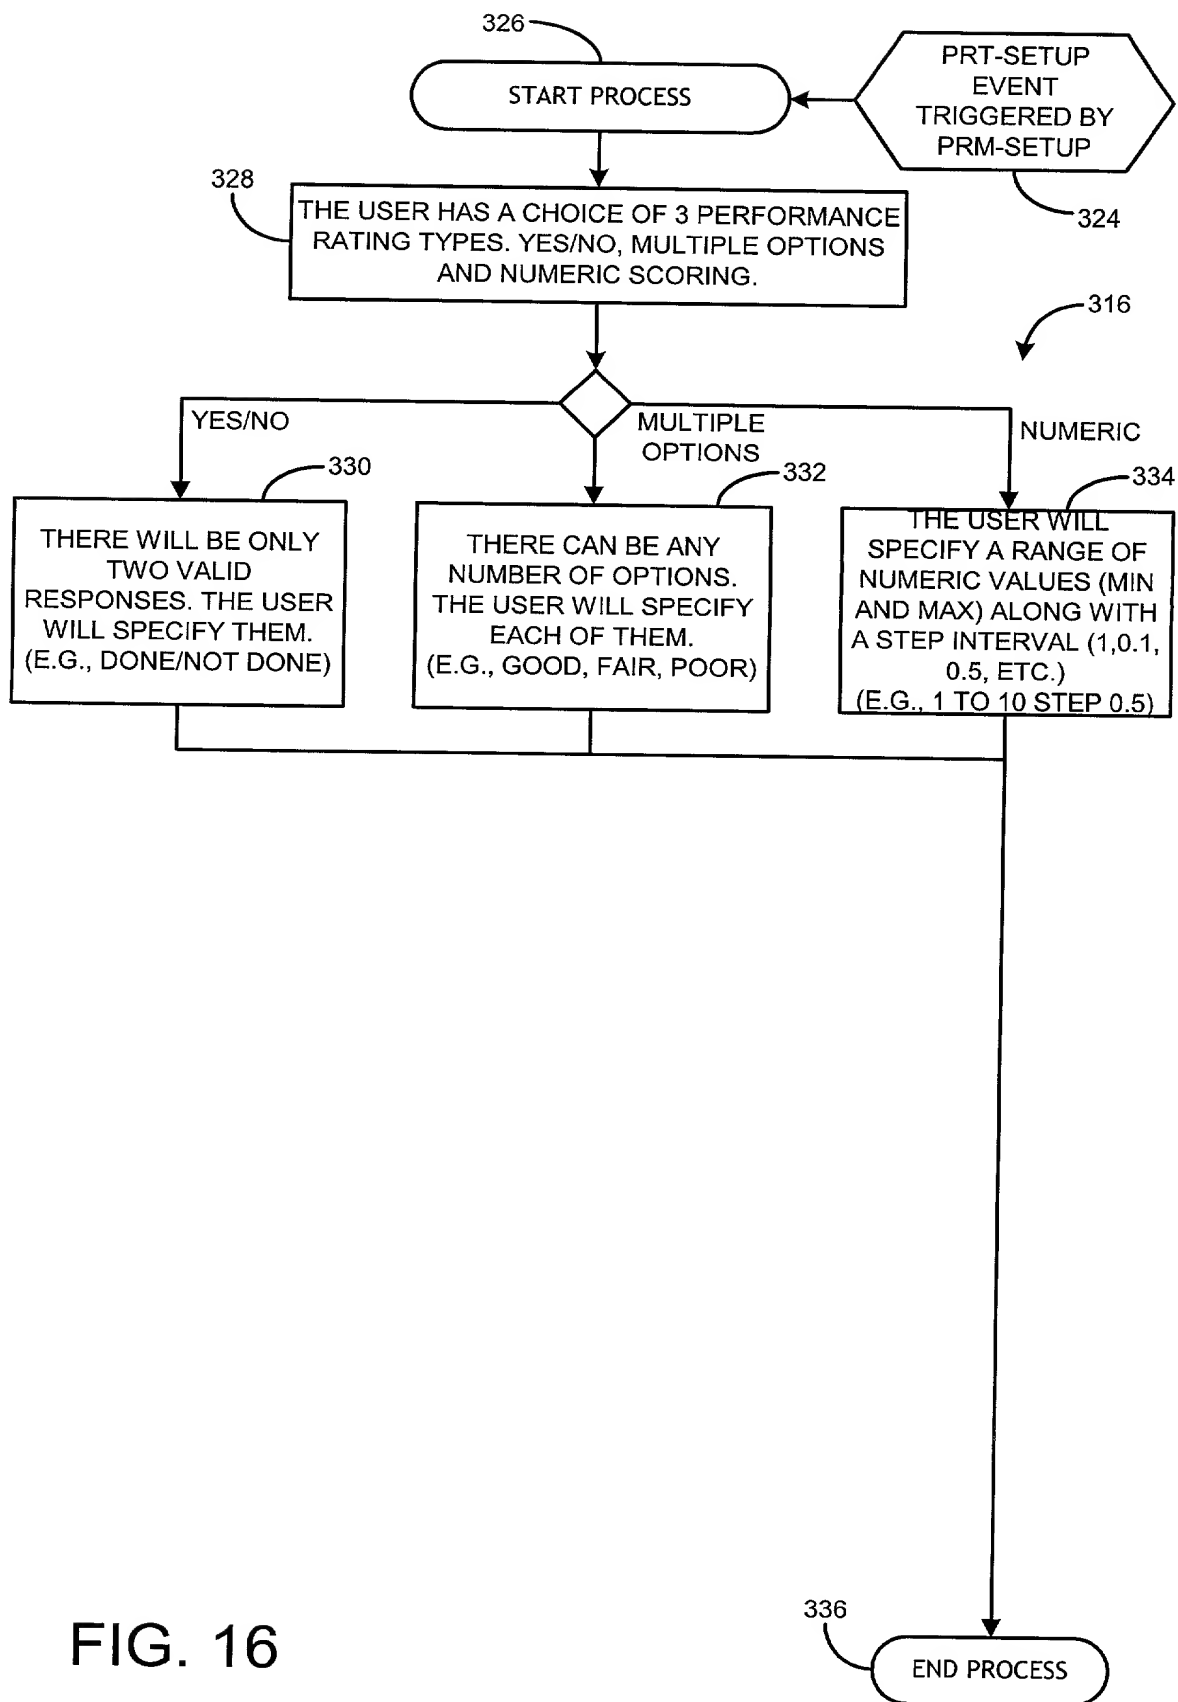 326
START PROCESS
PRT-SETUP
EVENT
TRIGGERED BY
PRM-SETUP
324
328
THE USER HAS A CHOICE OF 3 PERFORMANCE
RATING TYPES. YES/NO, MULTIPLE OPTIONS
AND NUMERIC SCORING.
316
YES/NO
MULTIPLE
OPTIONS
NUMERIC
330
THERE WILL BE ONLY
TWO VALID
RESPONSES. THE USER
WILL SPECIFY THEM.
(E.G., DONE/NOT DONE)
332
THERE CAN BE ANY
NUMBER OF OPTIONS.
THE USER WILL SPECIFY
EACH OF THEM.
(E.G., GOOD, FAIR, POOR)
334
THE USER WILL
SPECIFY A RANGE OF
NUMERIC VALUES (MIN
AND MAX) ALONG WITH
A STEP INTERVAL (1,0.1,
0.5, ETC.)
(E.G., 1 TO 10 STEP 0.5)
336
END PROCESS
FIG. 16